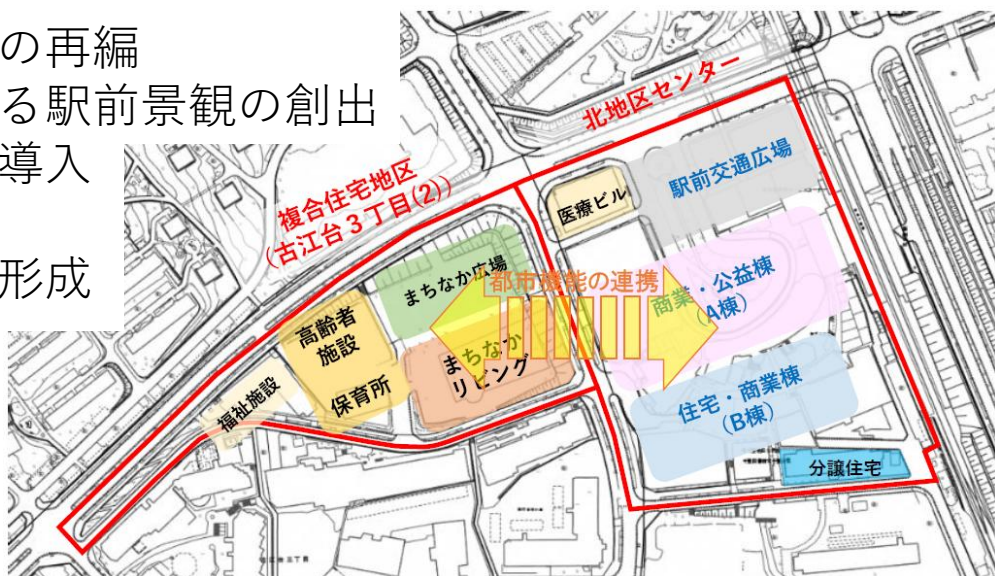 の再編
る駅前景観の創出
導入
形成
北地区センター
複合住宅地区
(古江台3丁目(2))
医療ビル
駅前交通広場
まちなか広場
都市機能の連携
商業・公益棟
(A棟)
高齢者
施設
まちなか
リビング
保育所
福祉施設
住宅・商業棟
(B棟)
分譲住宅